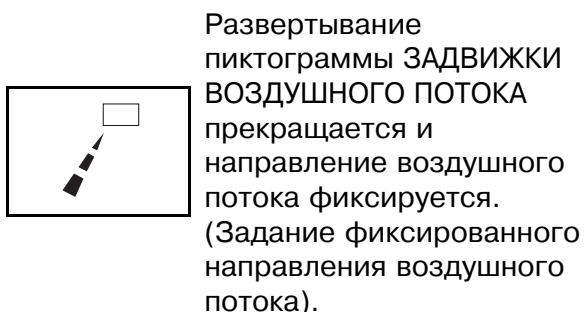 Развертывание
пиктограммы ЗАДВИЖКИ
ВОЗДУШНОГО ПОТОКА
прекращается и
направление воздушного
потока фиксируется.
(Задание фиксированного
направления воздушного
потока).